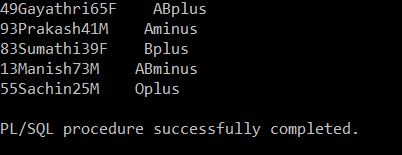 49Gayathri65F    ABplus
93Prakash41M    Aminus
83Sumathi39F    Bplus
13Manish73M    ABminus
55Sachin25M    Oplus
PL/SQL procedure successfully completed.